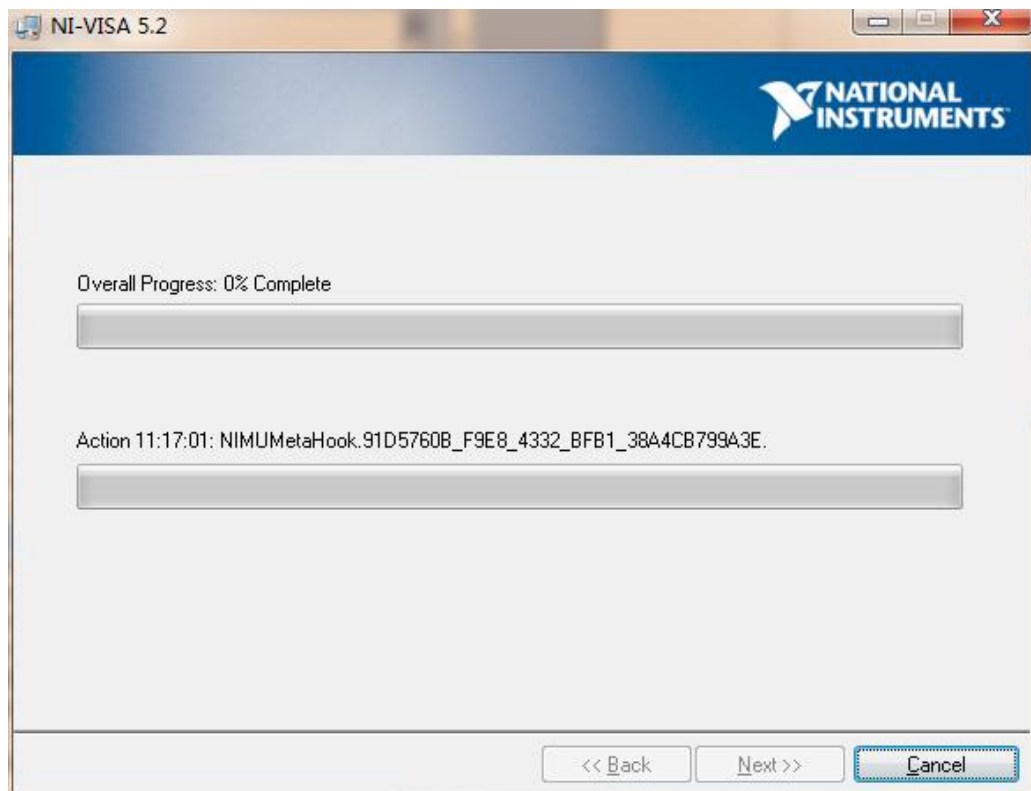 NI-VISA 5.2
NATIONAL
INSTRUMENTS
Overall Progress: 0% Complete
Action 11:17:01: NIMUMetaHook.91D5760B_F9E8_4332_BFB1_38A4CB799A3E.
<< Back
Next >>
Cancel